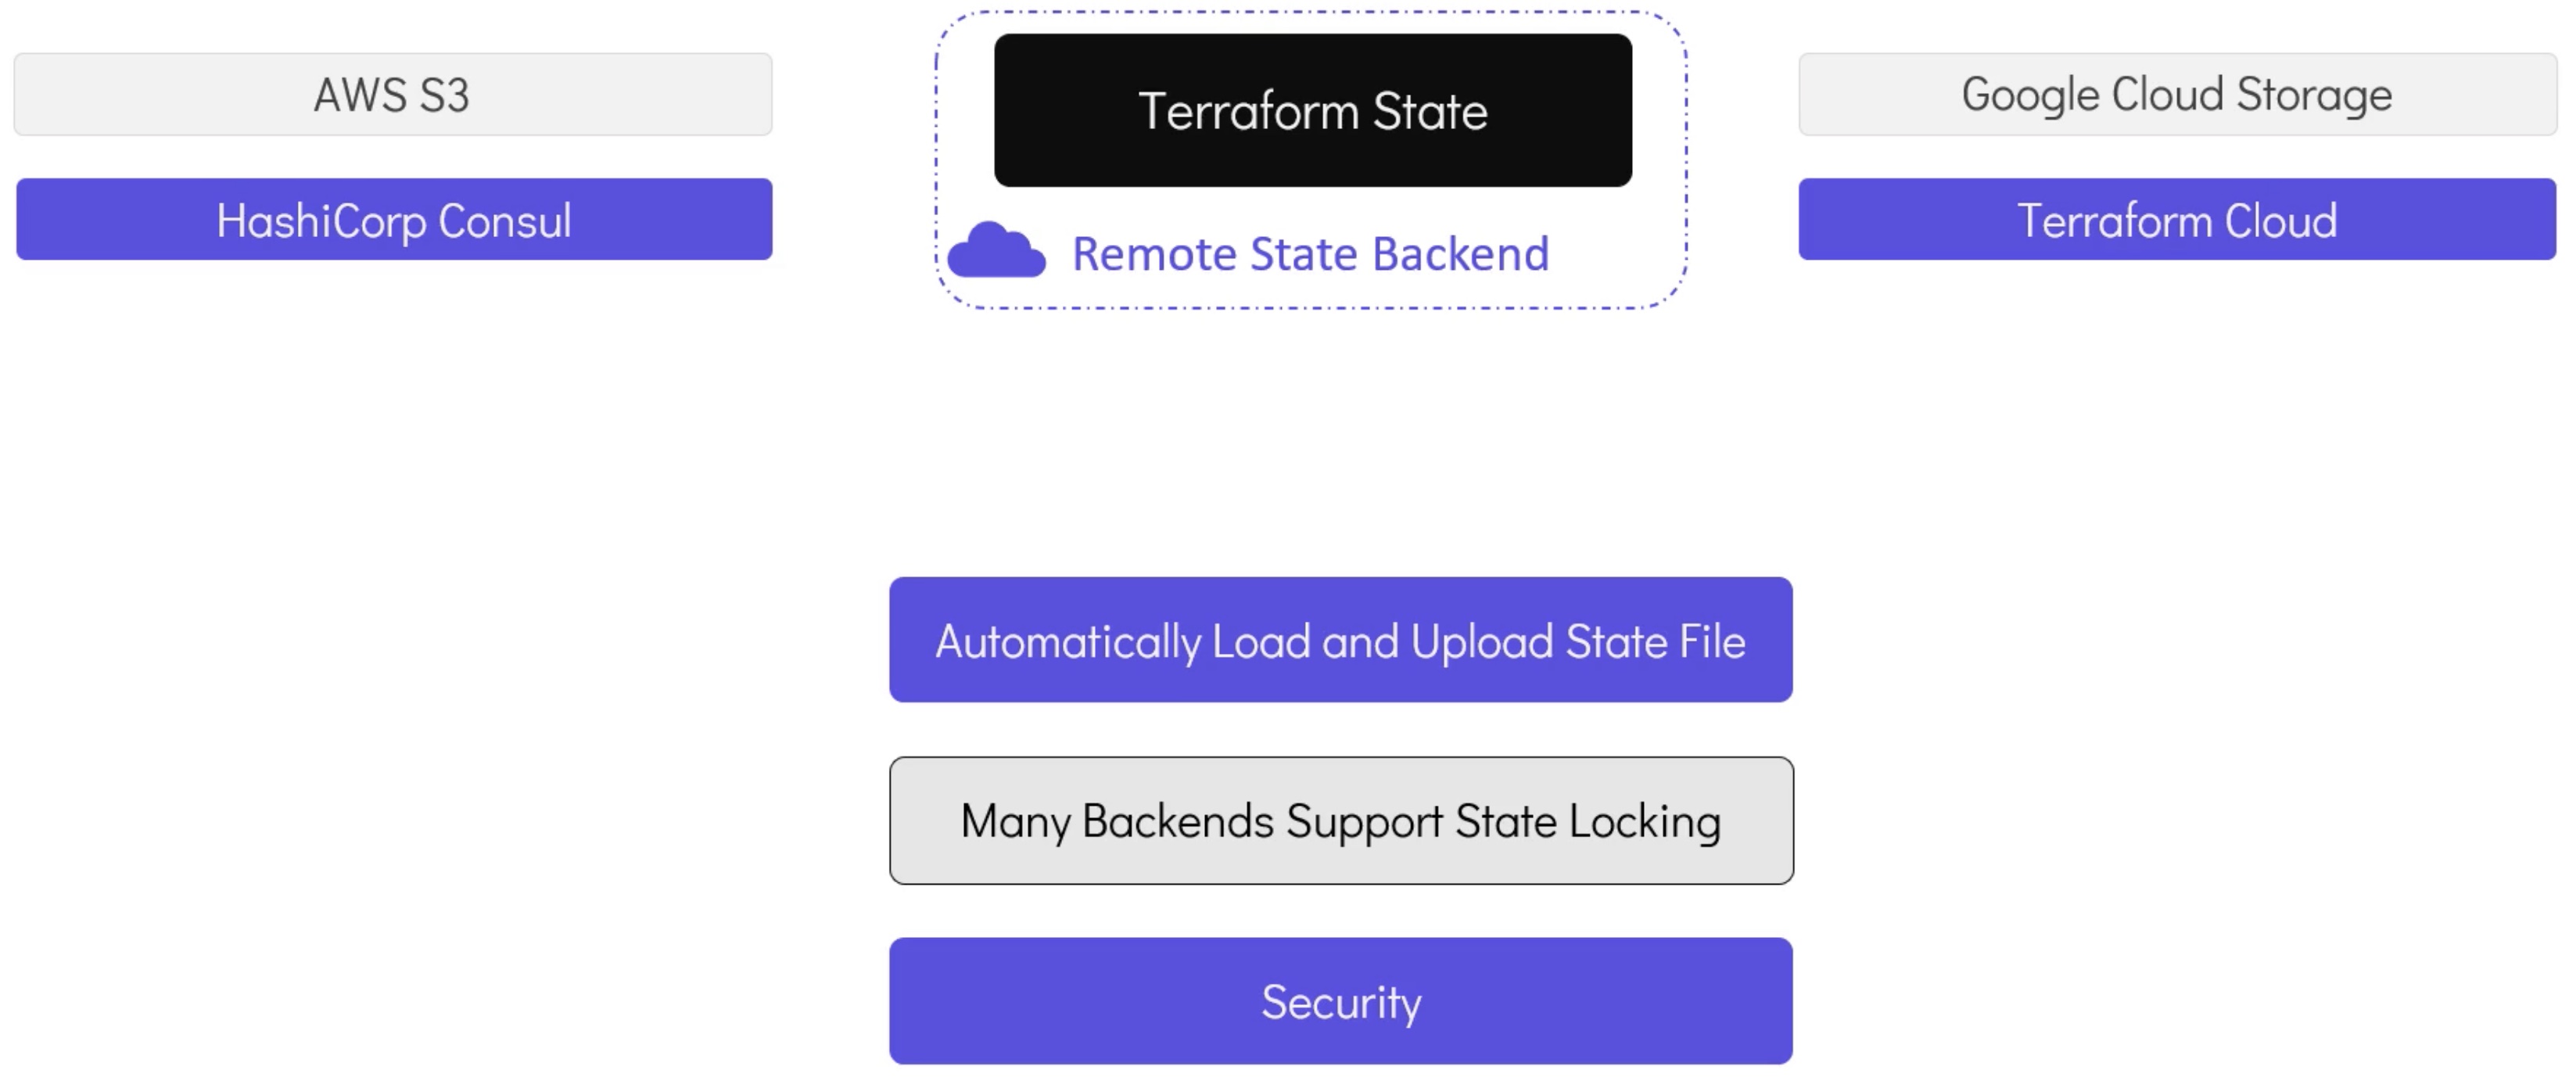 AWS S3
Terraform State
Google Cloud Storage
HashiCorp Consul
Terraform Cloud
Remote State Backend
Automatically Load and Upload State File
Many Backends Support State Locking
Security